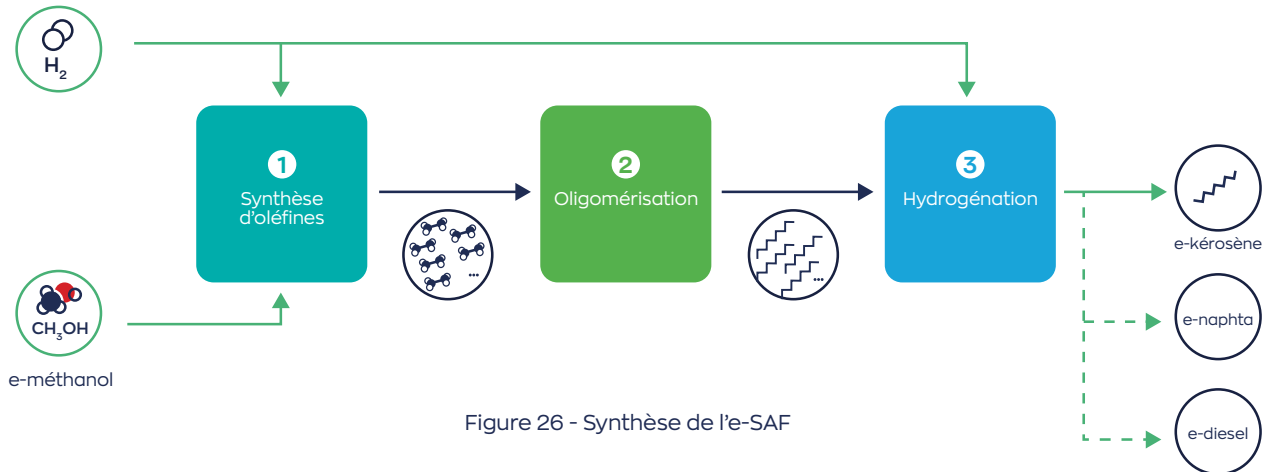 H₂
1
Synthèse
d'oléfines
2
Oligomérisation
3
Hydrogénation
...
...
e-kérosène
CH₃OH
e-méthanol
e-naphta
e-diesel
Figure 26 - Synthèse de l'e-SAF